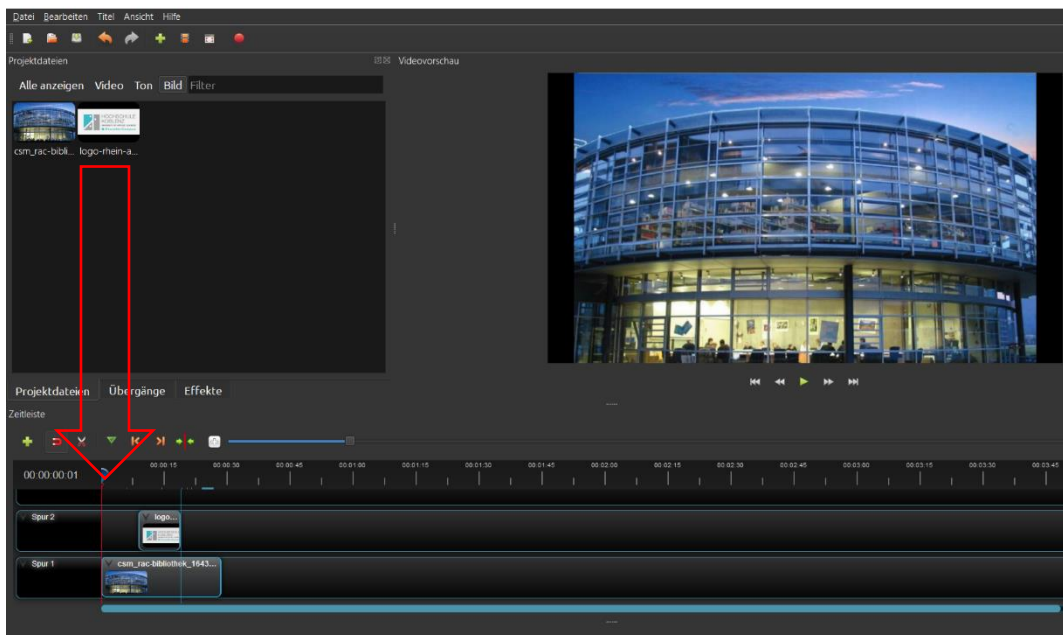 Datei Bearbeiten Titel Ansicht Hilfe
Projektdateien
Videovorschau
Alle anzeigen Video Ton Bild Filter
HOCHSCHULE
KOBLENZ
csm_rac-bibli... logo-rhein-a...
Projektdateien Übergänge Effekte
Zeitleiste
00:00:00:01
00:00:15 00:00:30 00:00:45 00:01:00 00:01:15 00:01:30 00:01:45 00:02:00 00:02:15 00:02:30 00:02:45 00:03:00 00:03:15 00:03:30 00:03:45
Spur 2
logo...
Spur 1
csm_rac-bibliothek_1643...